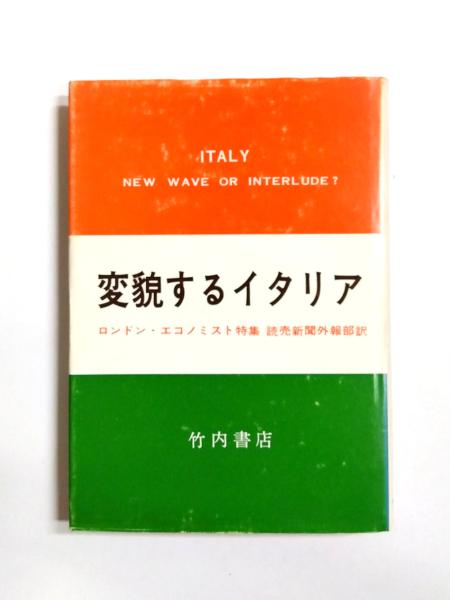 ITALY
NEW WAVE OR INTERLUDE?
変貌するイタリア
ロンドン・エコノミスト特集 読売新聞外報部訳
竹内書店